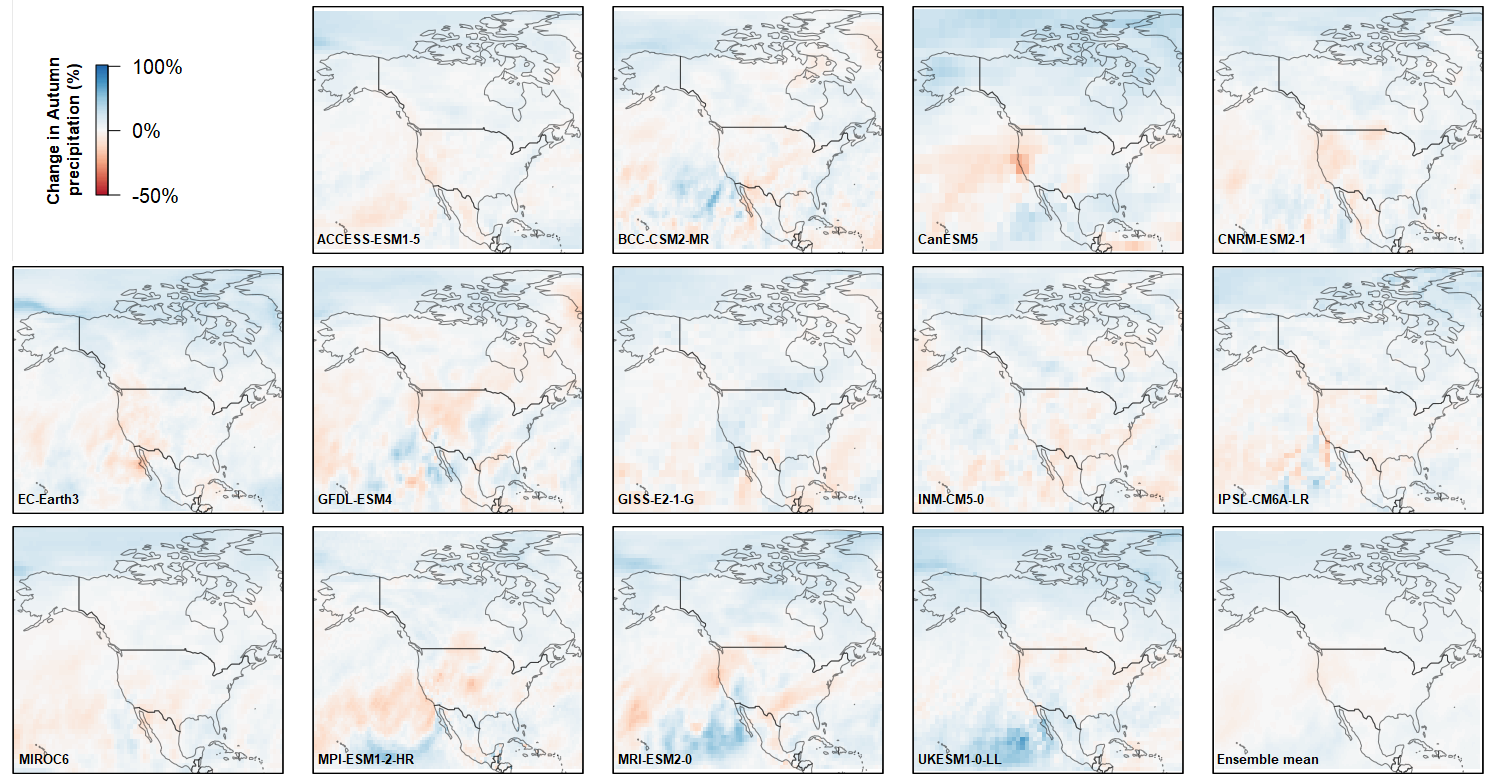 Change in Autumn
precipitation (%)
100%
0%
-50%
ACCESS-ESM1-5
BCC-CSM2-MR
CanESM5
CNRM-ESM2-1
EC-Earth3
GFDL-ESM4
GISS-E2-1-G
INM-CM5-0
IPSL-CM6A-LR
MIROC6
MPI-ESM1-2-HR
MRI-ESM2-0
UKESM1-0-LL
Ensemble mean